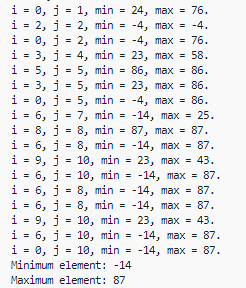 i = 0, j = 1, min = 24, max = 76.
i = 2, j = 2, min = -4, max = -4.
i = 0, j = 2, min = -4, max = 76.
i = 3, j = 4, min = 23, max = 58.
i = 5, j = 5, min = 86, max = 86.
i = 3, j = 5, min = 23, max = 86.
i = 0, j = 5, min = -4, max = 86.
i = 6, j = 7, min = -14, max = 25.
i = 8, j = 8, min = 87, max = 87.
i = 6, j = 8, min = -14, max = 87.
i = 9, j = 10, min = 23, max = 43.
i = 6, j = 10, min = -14, max = 87.
i = 6, j = 8, min = -14, max = 87.
i = 6, j = 8, min = -14, max = 87.
i = 9, j = 10, min = 23, max = 43.
i = 6, j = 10, min = -14, max = 87.
i = 0, j = 10, min = -14, max = 87.
Minimum element: -14
Maximum element: 87